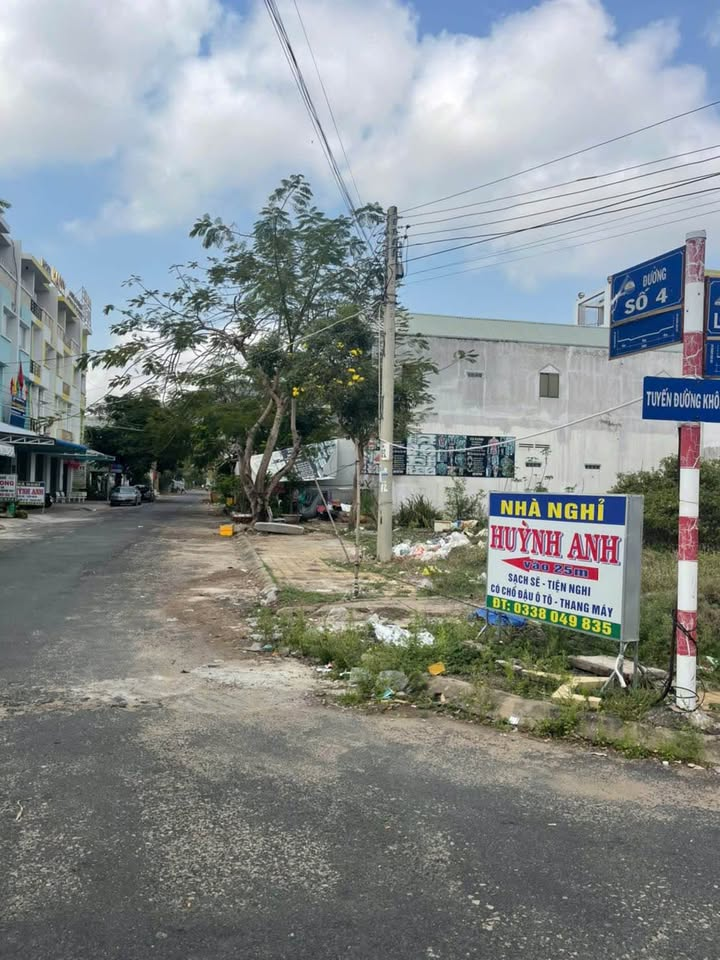 ĐƯỜNG
SỐ 4
TUYẾN ĐƯỜNG KHÔ
NHÀ NGHỈ
HUỲNH ANH
vào 25m
SẠCH SẼ - TIỆN NGHI
CÓ CHỖ ĐẬU Ô TÔ - THANG MÁY
ĐT: 0338 049 835